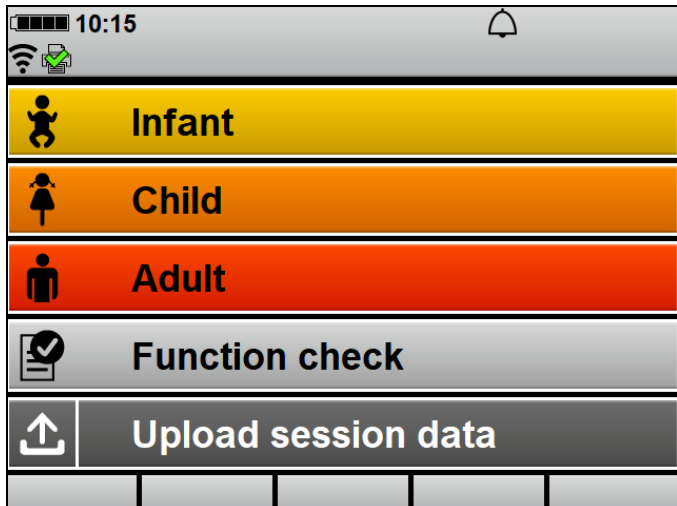 10:15
Infant
Child
Adult
Function check
Upload session data